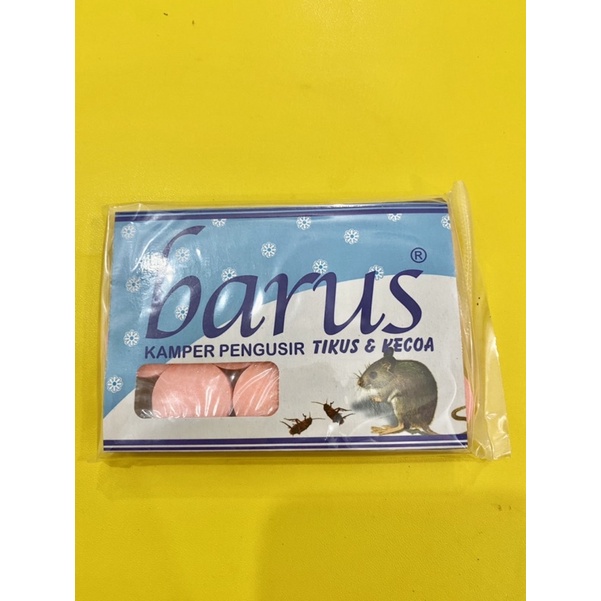 barus®
KAMPER PENGUSIR TIKUS & KECOA